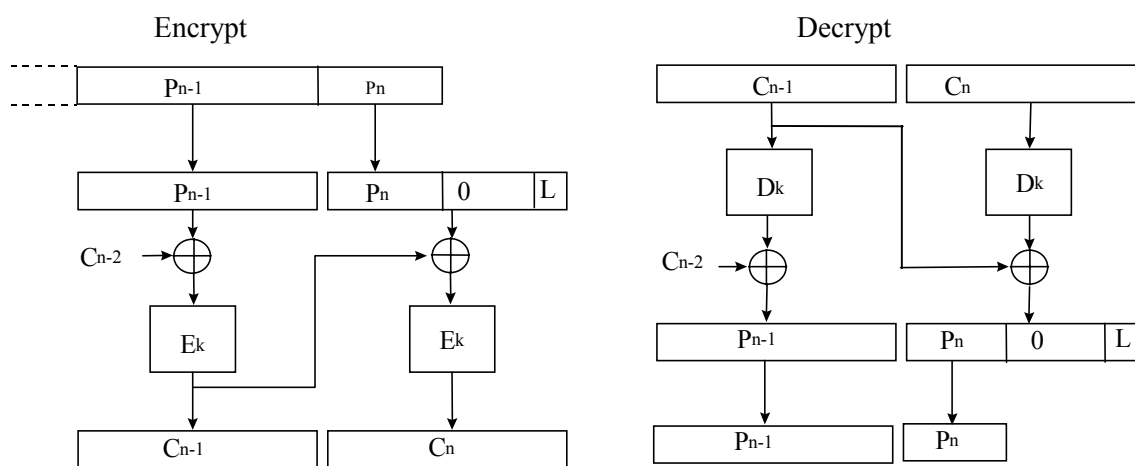 Encrypt
Pn-1 Pn
Pn-1 Pn 0 L
Cn-2
Ek Ek
Cn-1 Cn
Decrypt
Cn-1 Cn
Dk Dk
Cn-2
Pn-1 Pn 0 L
Pn-1 Pn